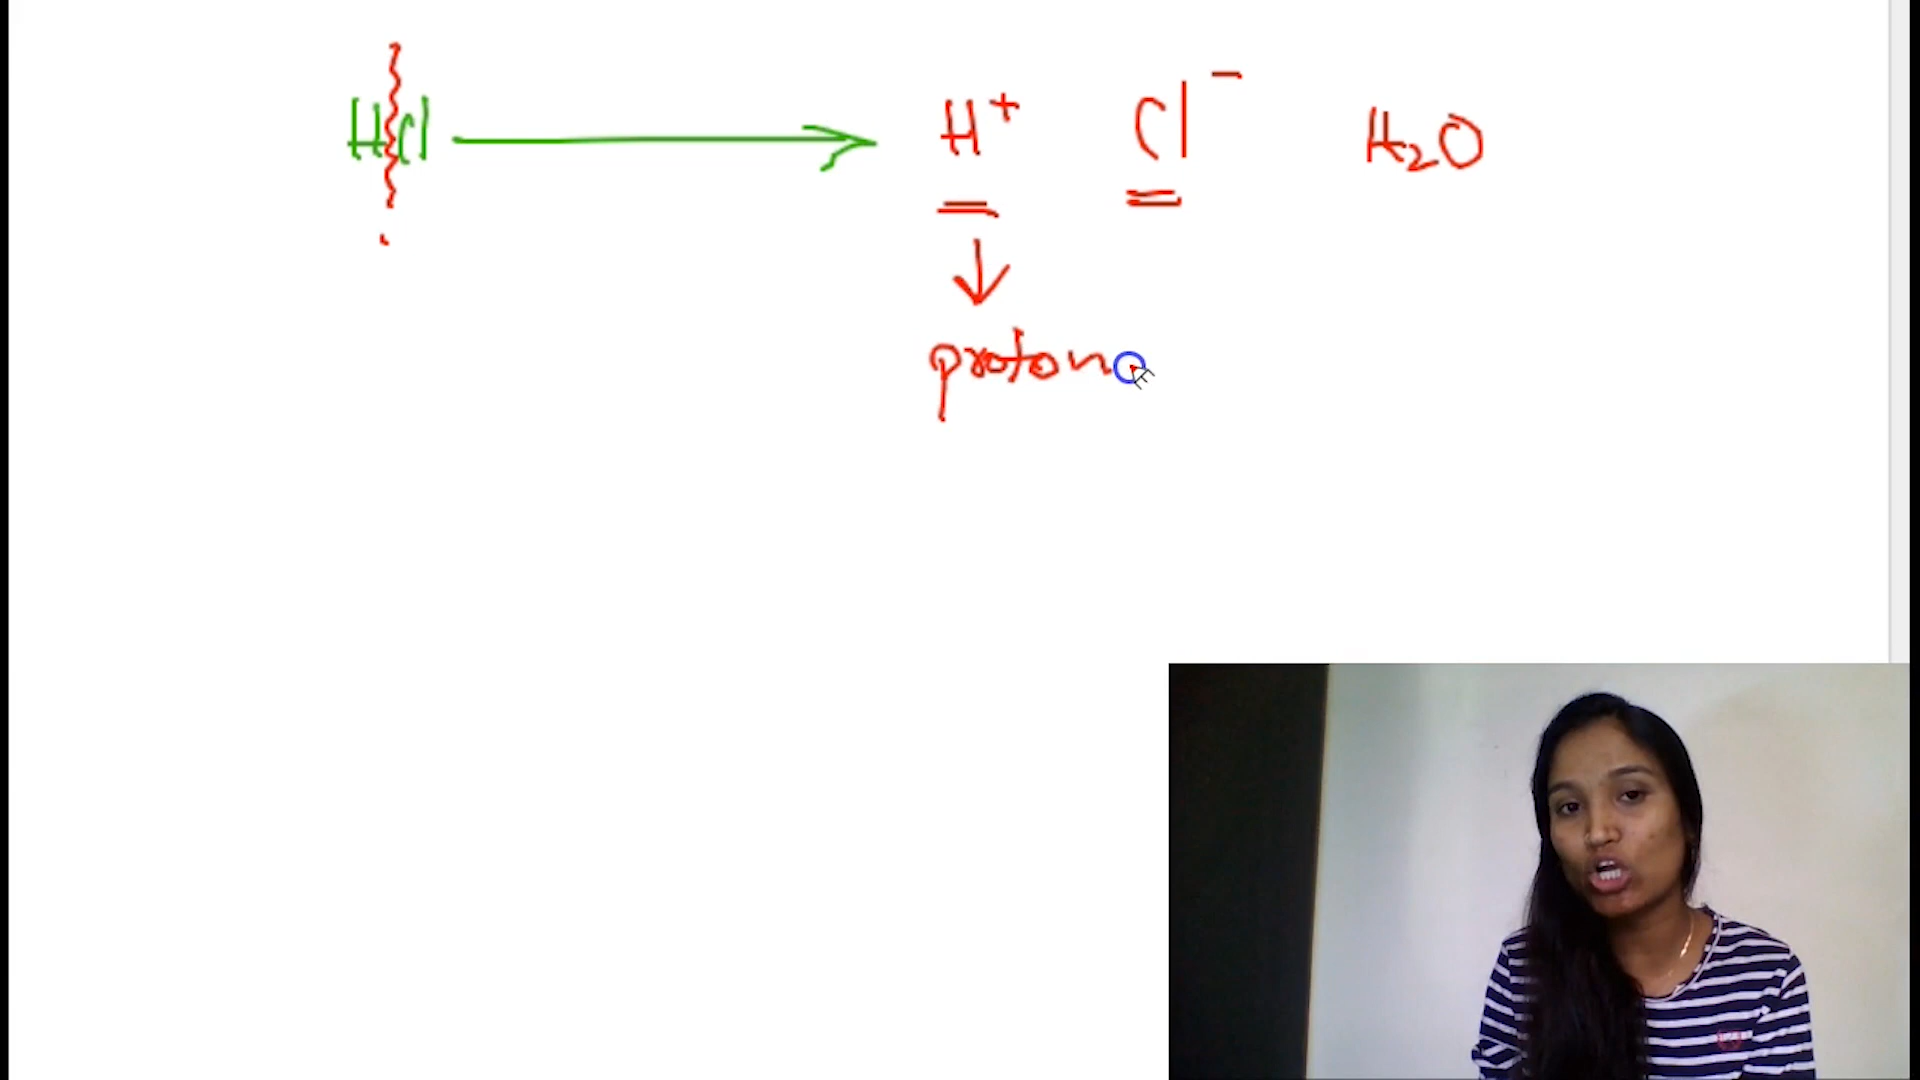 HCl → H⁺ Cl⁻ H₂O
↓
proton